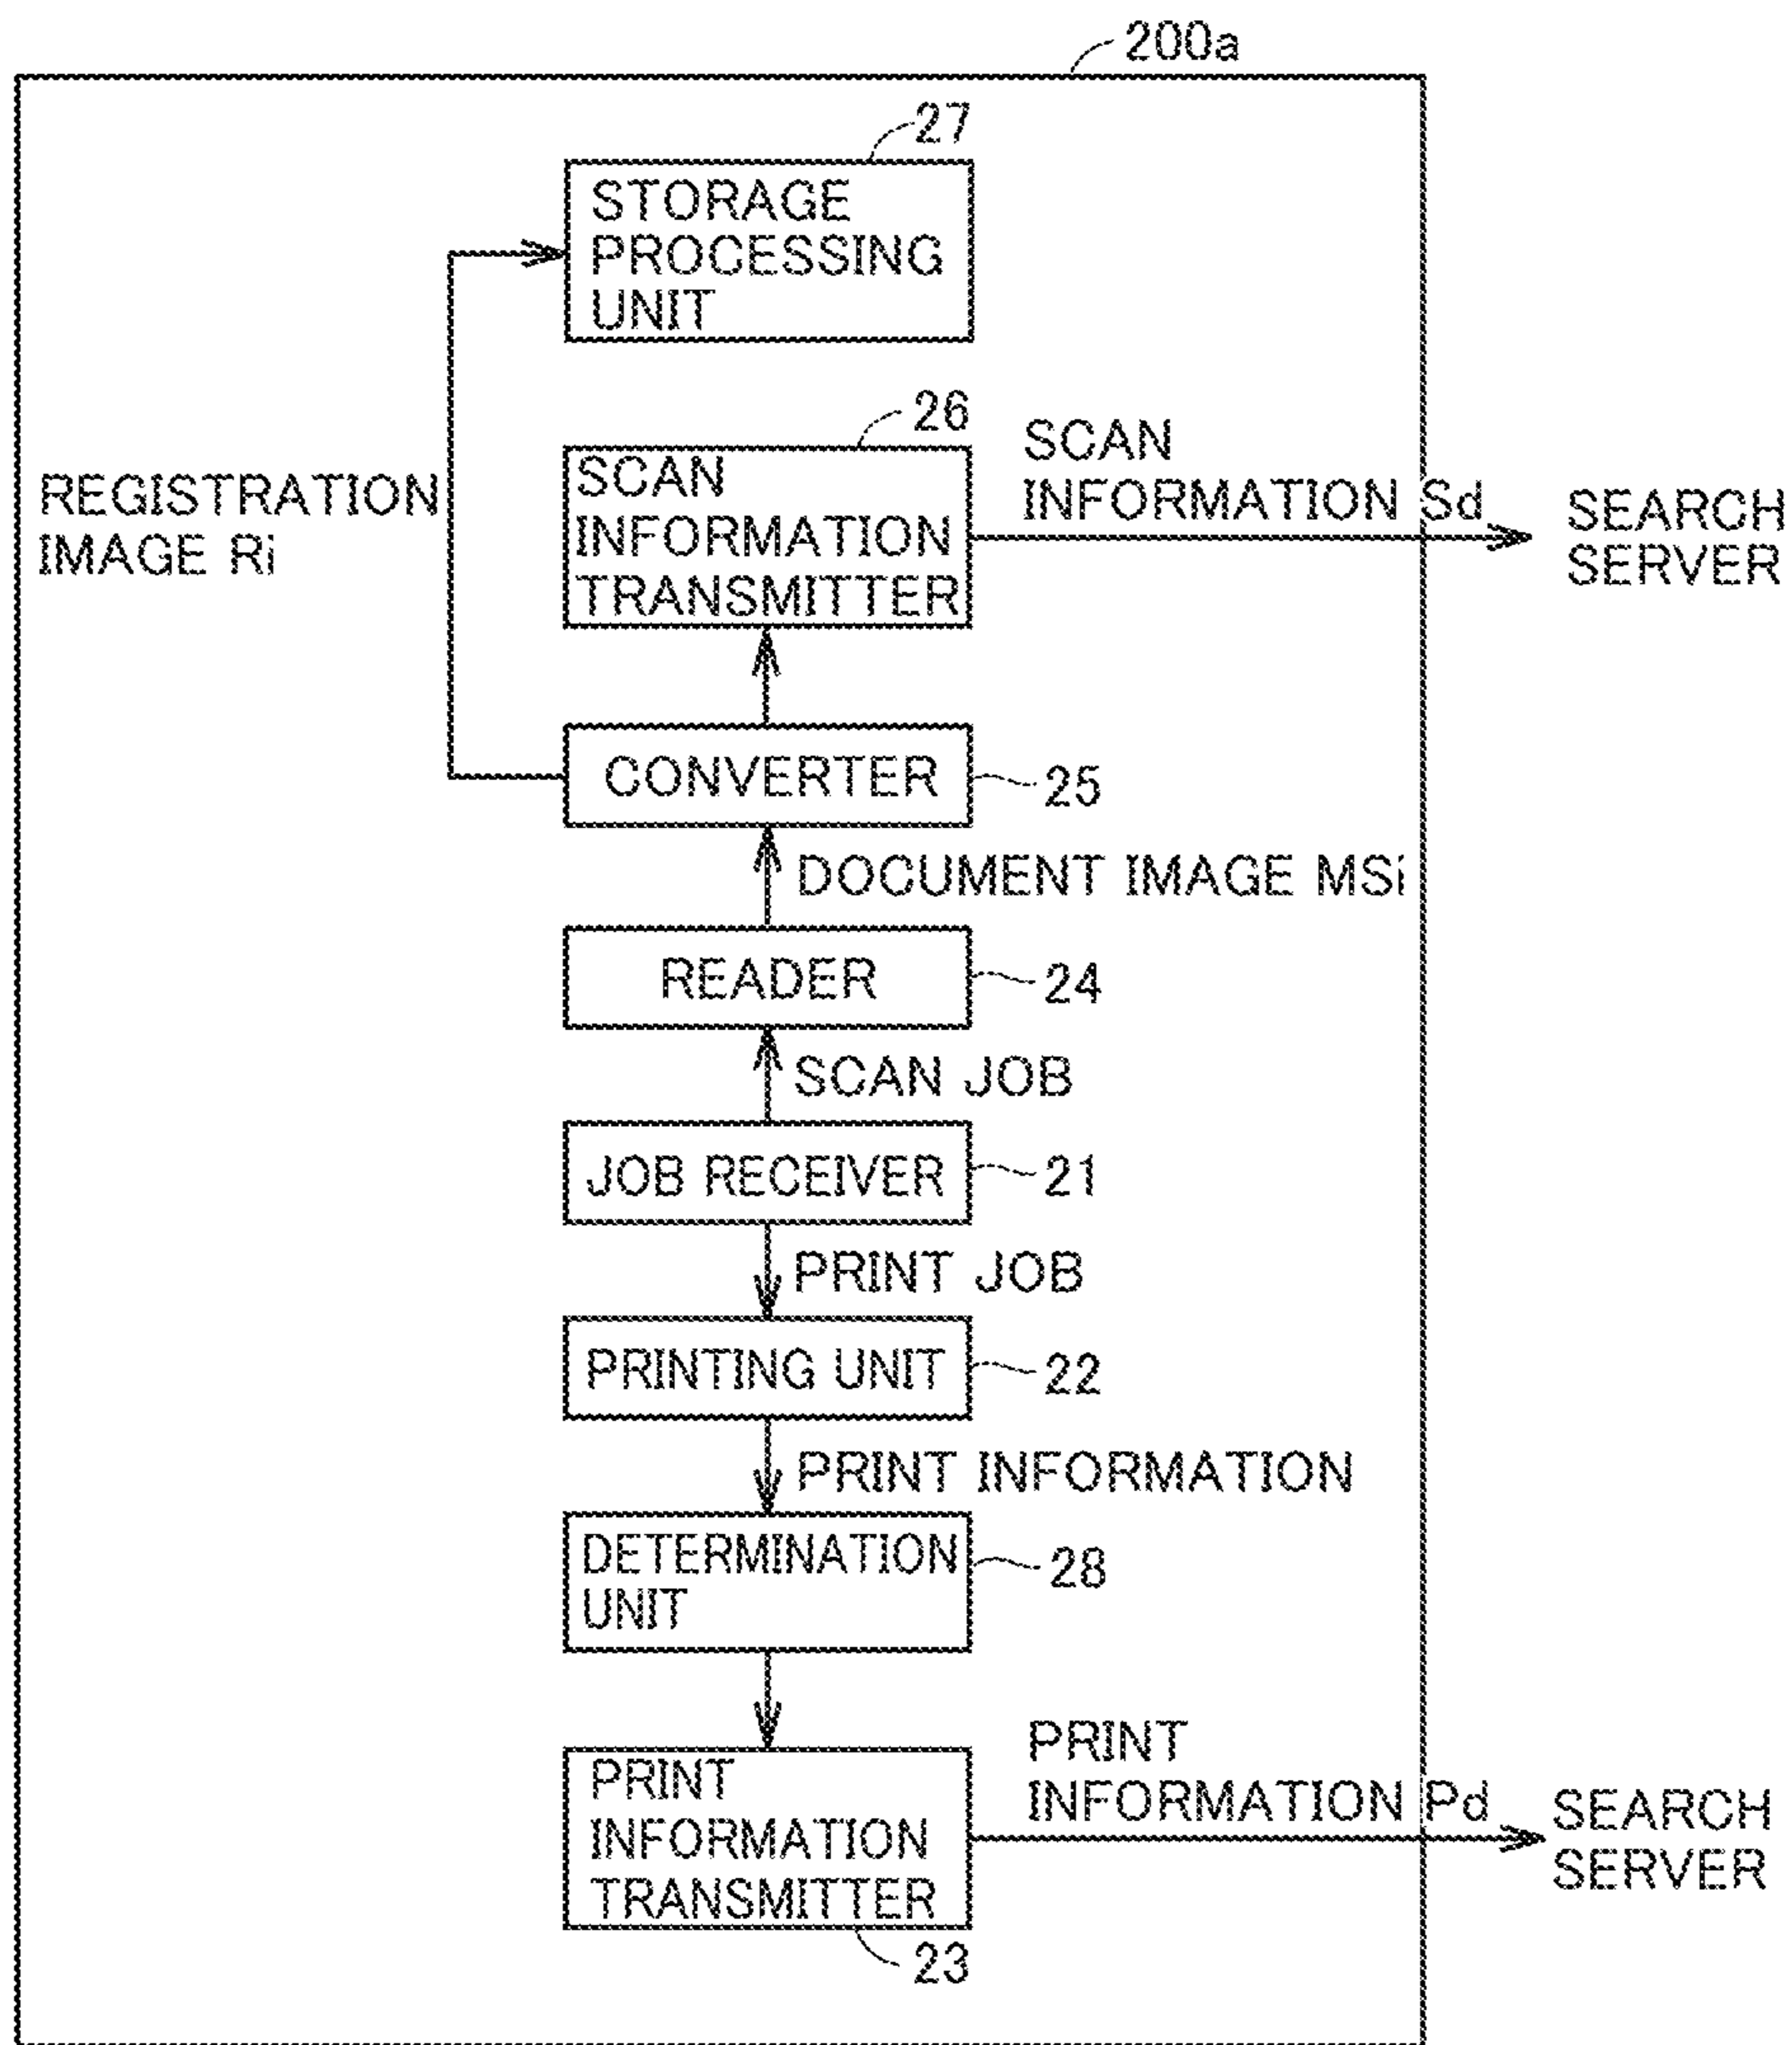 200a
27
STORAGE
PROCESSING
UNIT
26
SCAN
INFORMATION
TRANSMITTER
SCAN
INFORMATION Sd
SEARCH
SERVER
REGISTRATION
IMAGE Ri
CONVERTER
25
DOCUMENT IMAGE MSi
READER
24
SCAN JOB
JOB RECEIVER
21
PRINT JOB
PRINTING UNIT
22
PRINT INFORMATION
DETERMINATION
UNIT
28
PRINT
INFORMATION
TRANSMITTER
23
PRINT
INFORMATION Pd
SEARCH
SERVER